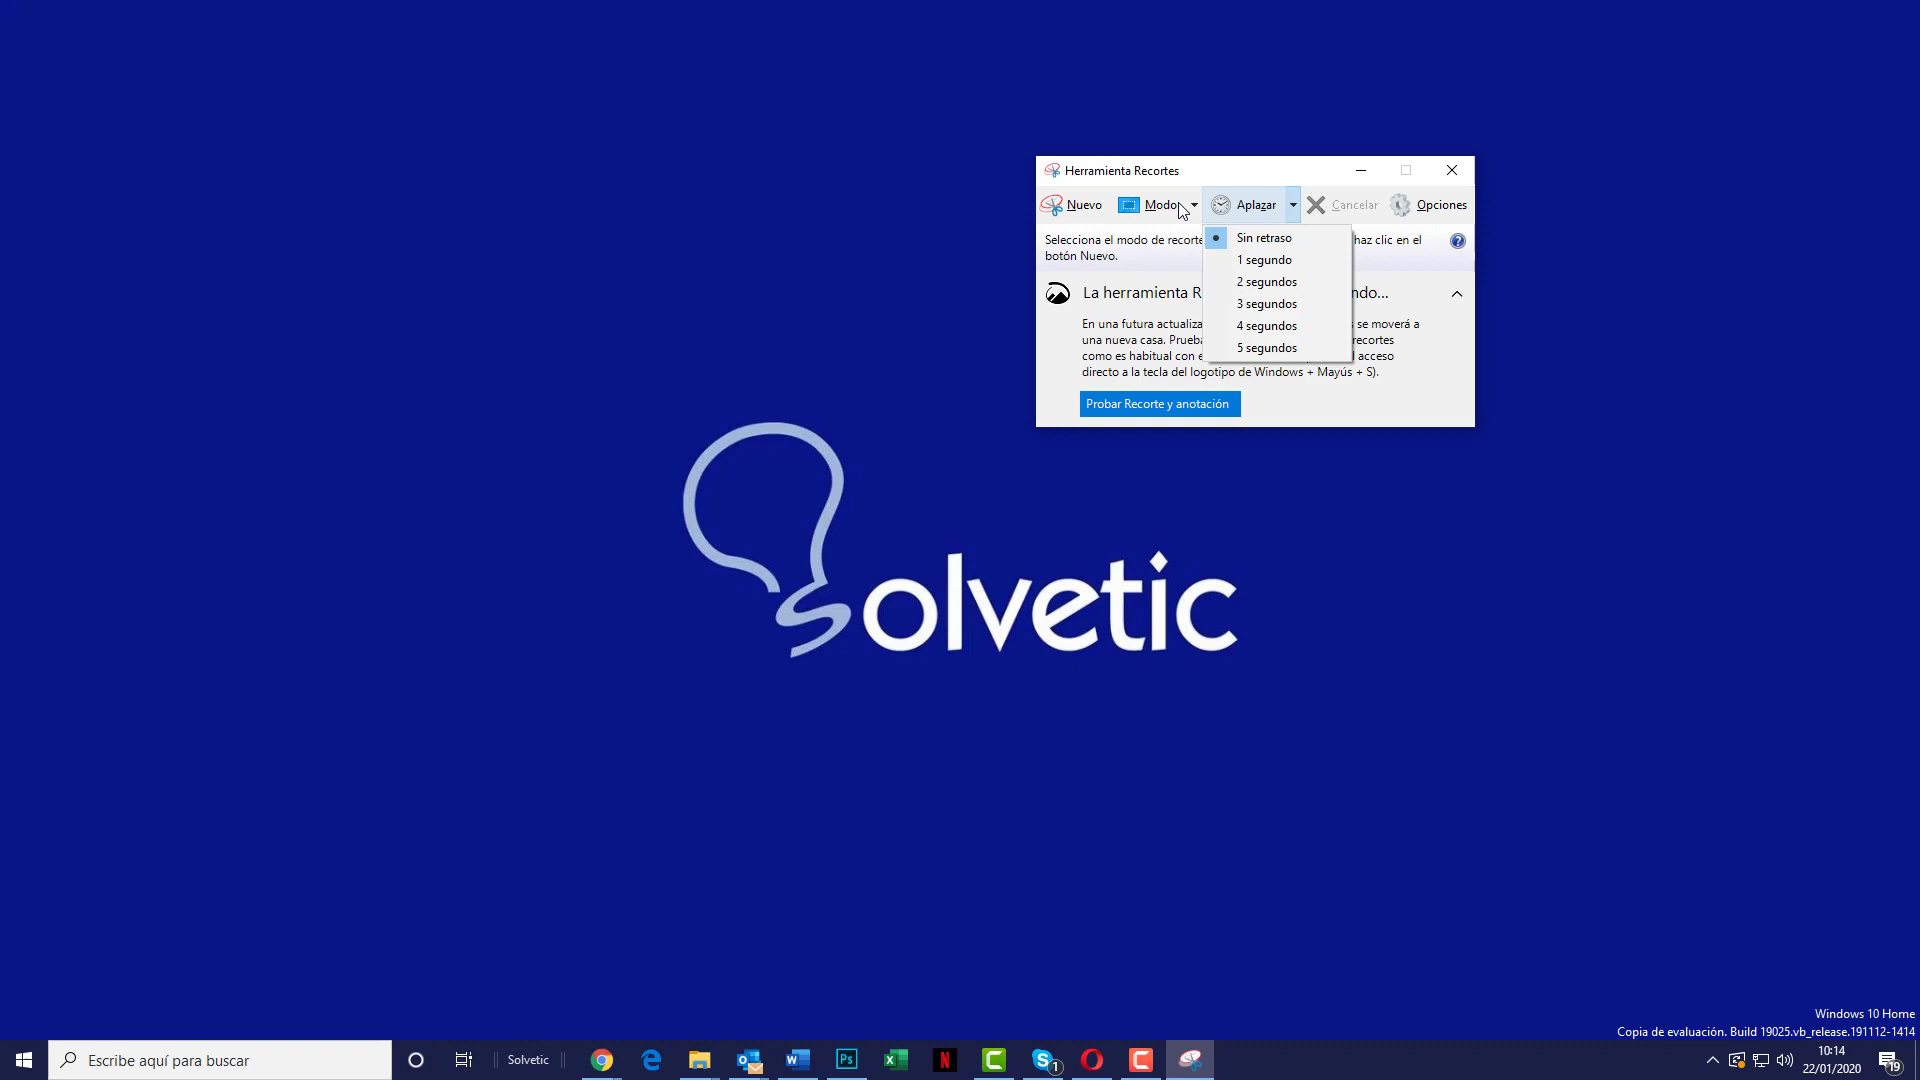 Herramienta Recortes
Nuevo Modo Aplazar Cancelar Opciones
Selecciona el modo de recorte haz clic en el
botón Nuevo.
Sin retraso
1 segundo
2 segundos
3 segundos
4 segundos
5 segundos
La herramienta R ndo...
En una futura actualiza s se moverá a
una nueva casa. Prueba recortes
como es habitual con e l acceso
directo a la tecla del logotipo de Windows + Mayús + S).
Probar Recorte y anotación
Solvetic
Windows 10 Home
Copia de evaluación. Build 19025.vb_release.191112-1414
Escribe aquí para buscar
Solvetic
Ps
N
1
10:14
22/01/2020
19